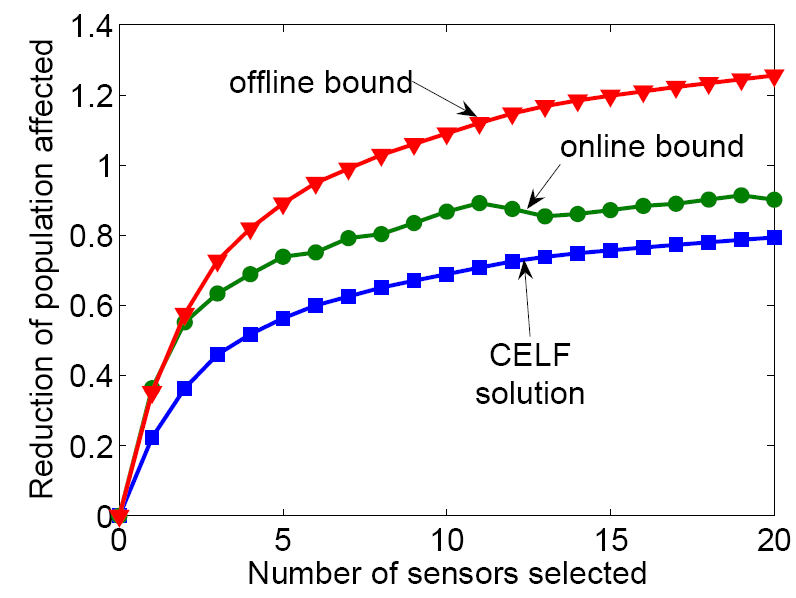 1.4
1.2
1
0.8
0.6
0.4
0.2
0
offline bound
online bound
CELF
solution
0 5 10 15 20
Number of sensors selected
Reduction of population affected